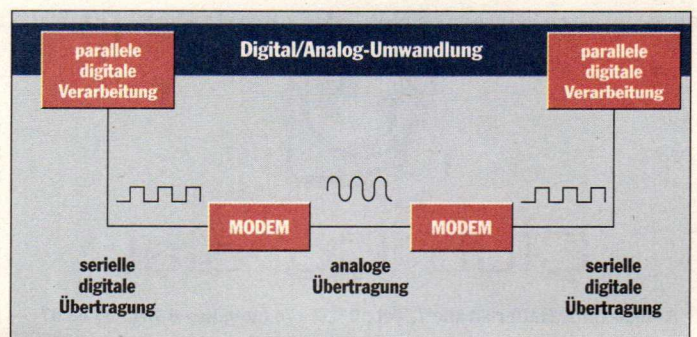 Digital/Analog-Umwandlung
parallele
digitale
Verarbeitung
parallele
digitale
Verarbeitung
MODEM
MODEM
serielle
digitale
Übertragung
analoge
Übertragung
serielle
digitale
Übertragung